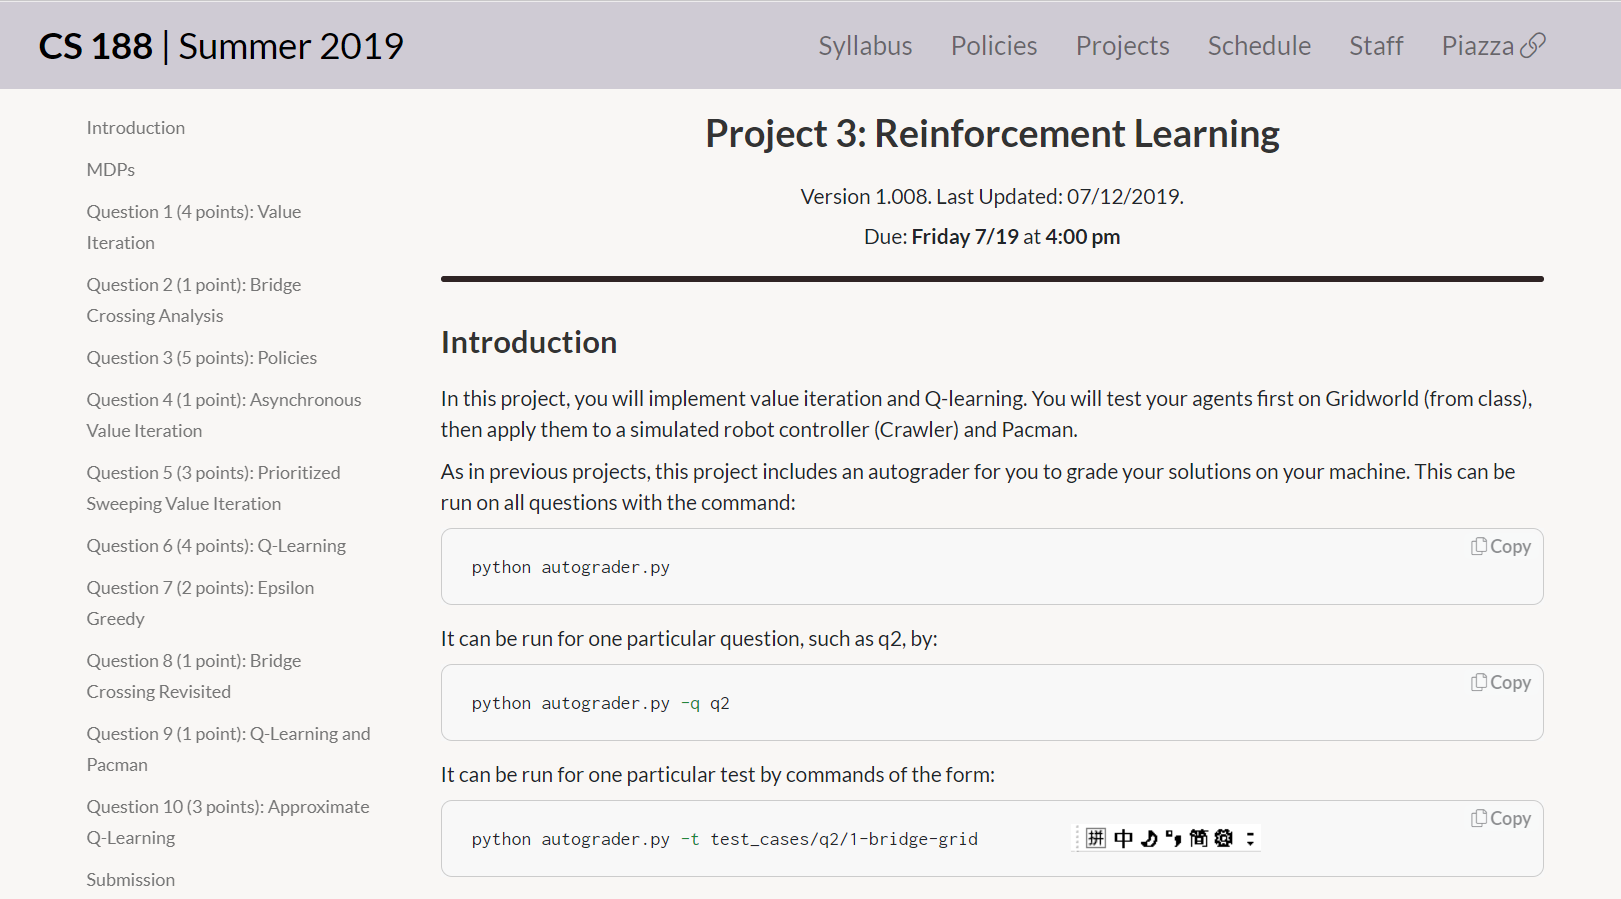 CS 188 | Summer 2019
Syllabus Policies Projects Schedule Staff Piazza
Introduction
MDPs
Question 1 (4 points): Value
Iteration
Question 2 (1 point): Bridge
Crossing Analysis
Question 3 (5 points): Policies
Question 4 (1 point): Asynchronous
Value Iteration
Question 5 (3 points): Prioritized
Sweeping Value Iteration
Question 6 (4 points): Q-Learning
Question 7 (2 points): Epsilon
Greedy
Question 8 (1 point): Bridge
Crossing Revisited
Question 9 (1 point): Q-Learning and
Pacman
Question 10 (3 points): Approximate
Q-Learning
Submission
Project 3: Reinforcement Learning
Version 1.008. Last Updated: 07/12/2019.
Due: Friday 7/19 at 4:00 pm
Introduction
In this project, you will implement value iteration and Q-learning. You will test your agents first on Gridworld (from class),
then apply them to a simulated robot controller (Crawler) and Pacman.
As in previous projects, this project includes an autograder for you to grade your solutions on your machine. This can be
run on all questions with the command:
Copy
python autograder.py
It can be run for one particular question, such as q2, by:
Copy
python autograder.py -q q2
It can be run for one particular test by commands of the form:
Copy
python autograder.py -t test_cases/q2/1-bridge-grid
拼 中 简